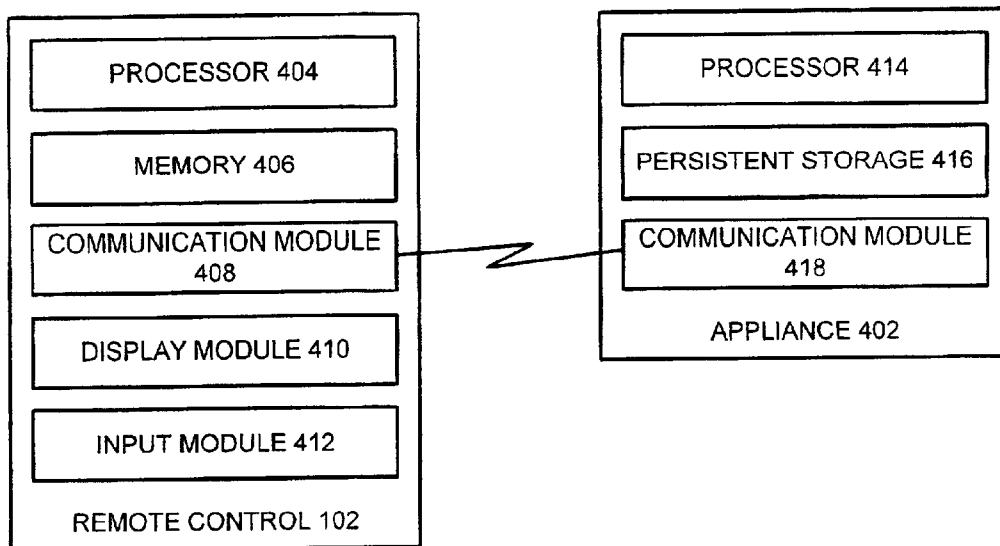 PROCESSOR 404
MEMORY 406
COMMUNICATION MODULE
408
DISPLAY MODULE 410
INPUT MODULE 412
REMOTE CONTROL 102
PROCESSOR 414
PERSISTENT STORAGE 416
COMMUNICATION MODULE
418
APPLIANCE 402